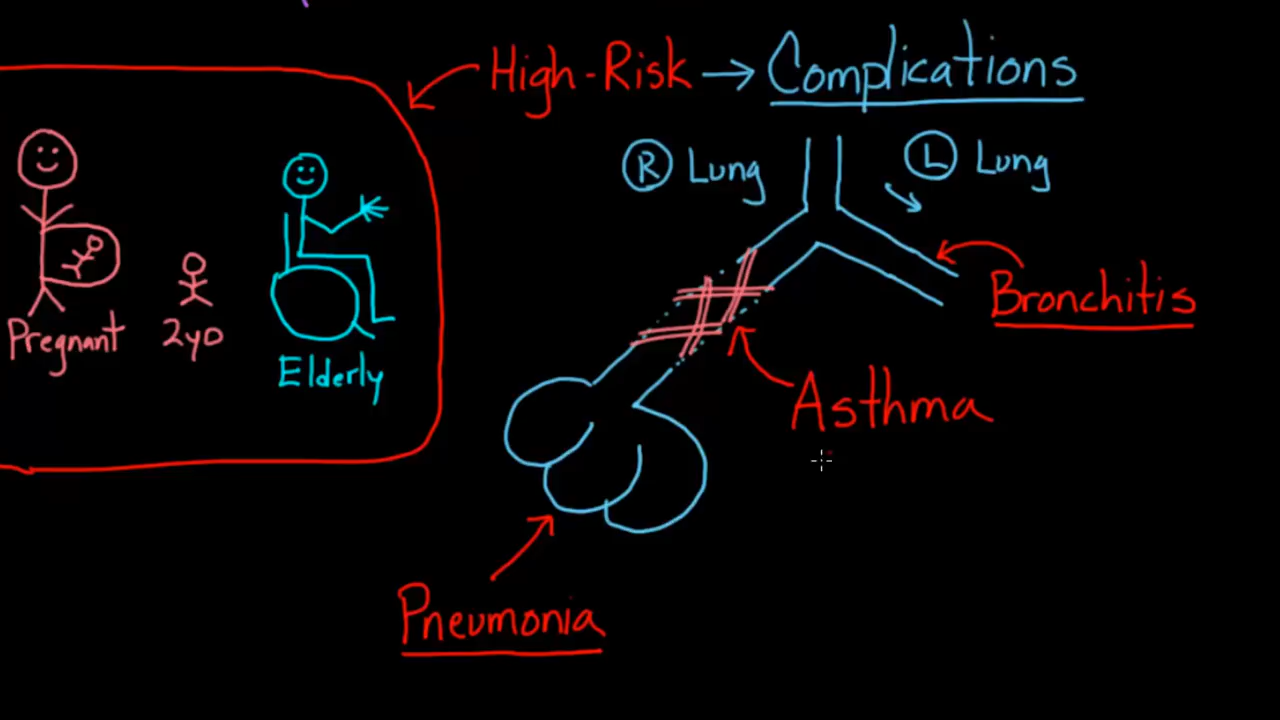 High-Risk → Complications
Ⓡ Lung
Ⓛ Lung
Bronchitis
Pregnant
2yo
Elderly
Asthma
Pneumonia